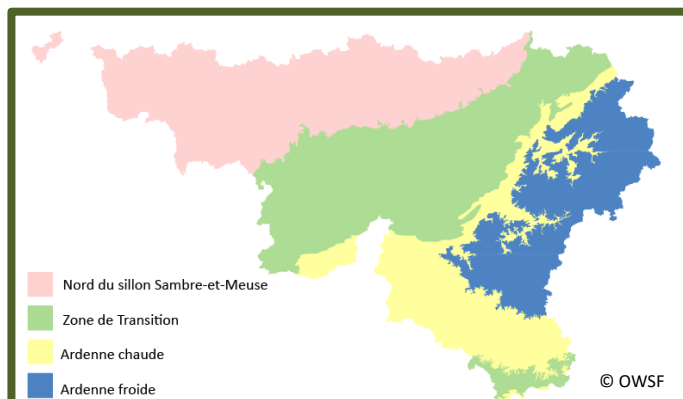 Nord du sillon Sambre-et-Meuse
Zone de Transition
Ardenne chaude
Ardenne froide
© OWSF